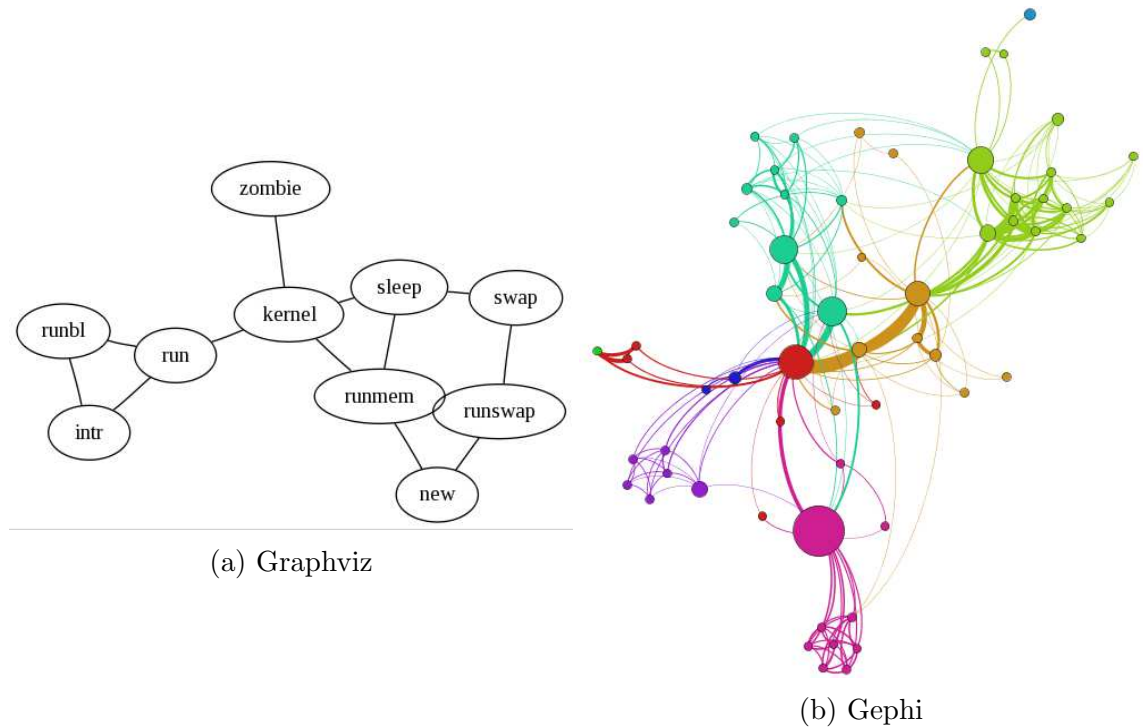 zombie
sleep
swap
kernel
runbl
run
runmem
runswap
intr
new
(a) Graphviz
(b) Gephi